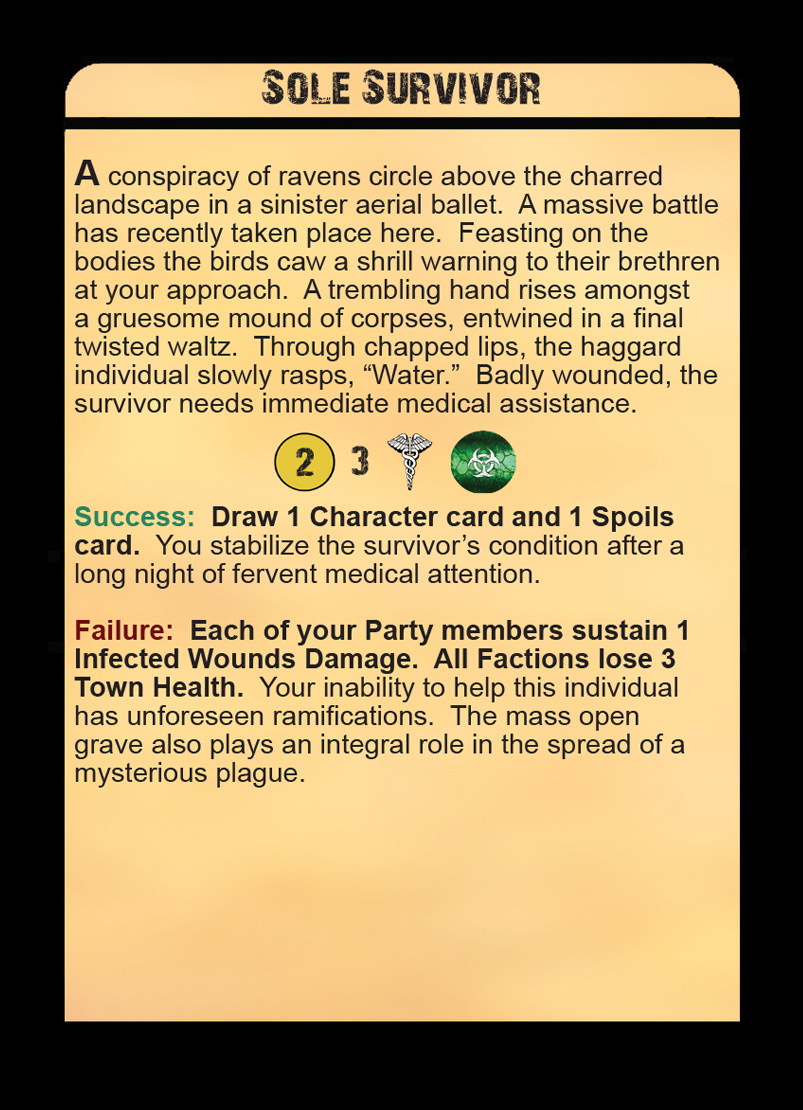 Sole Survivor
A conspiracy of ravens circle above the charred
landscape in a sinister aerial ballet.  A massive battle
has recently taken place here.  Feasting on the
bodies the birds caw a shrill warning to their brethren
at your approach.  A trembling hand rises amongst
a gruesome mound of corpses, entwined in a final
twisted waltz.  Through chapped lips, the haggard
individual slowly rasps, “Water.”  Badly wounded, the
survivor needs immediate medical assistance.
2 3
Success:  Draw 1 Character card and 1 Spoils
card.  You stabilize the survivor’s condition after a
long night of fervent medical attention.
Failure:  Each of your Party members sustain 1
Infected Wounds Damage.  All Factions lose 3
Town Health.  Your inability to help this individual
has unforeseen ramifications.  The mass open
grave also plays an integral role in the spread of a
mysterious plague.